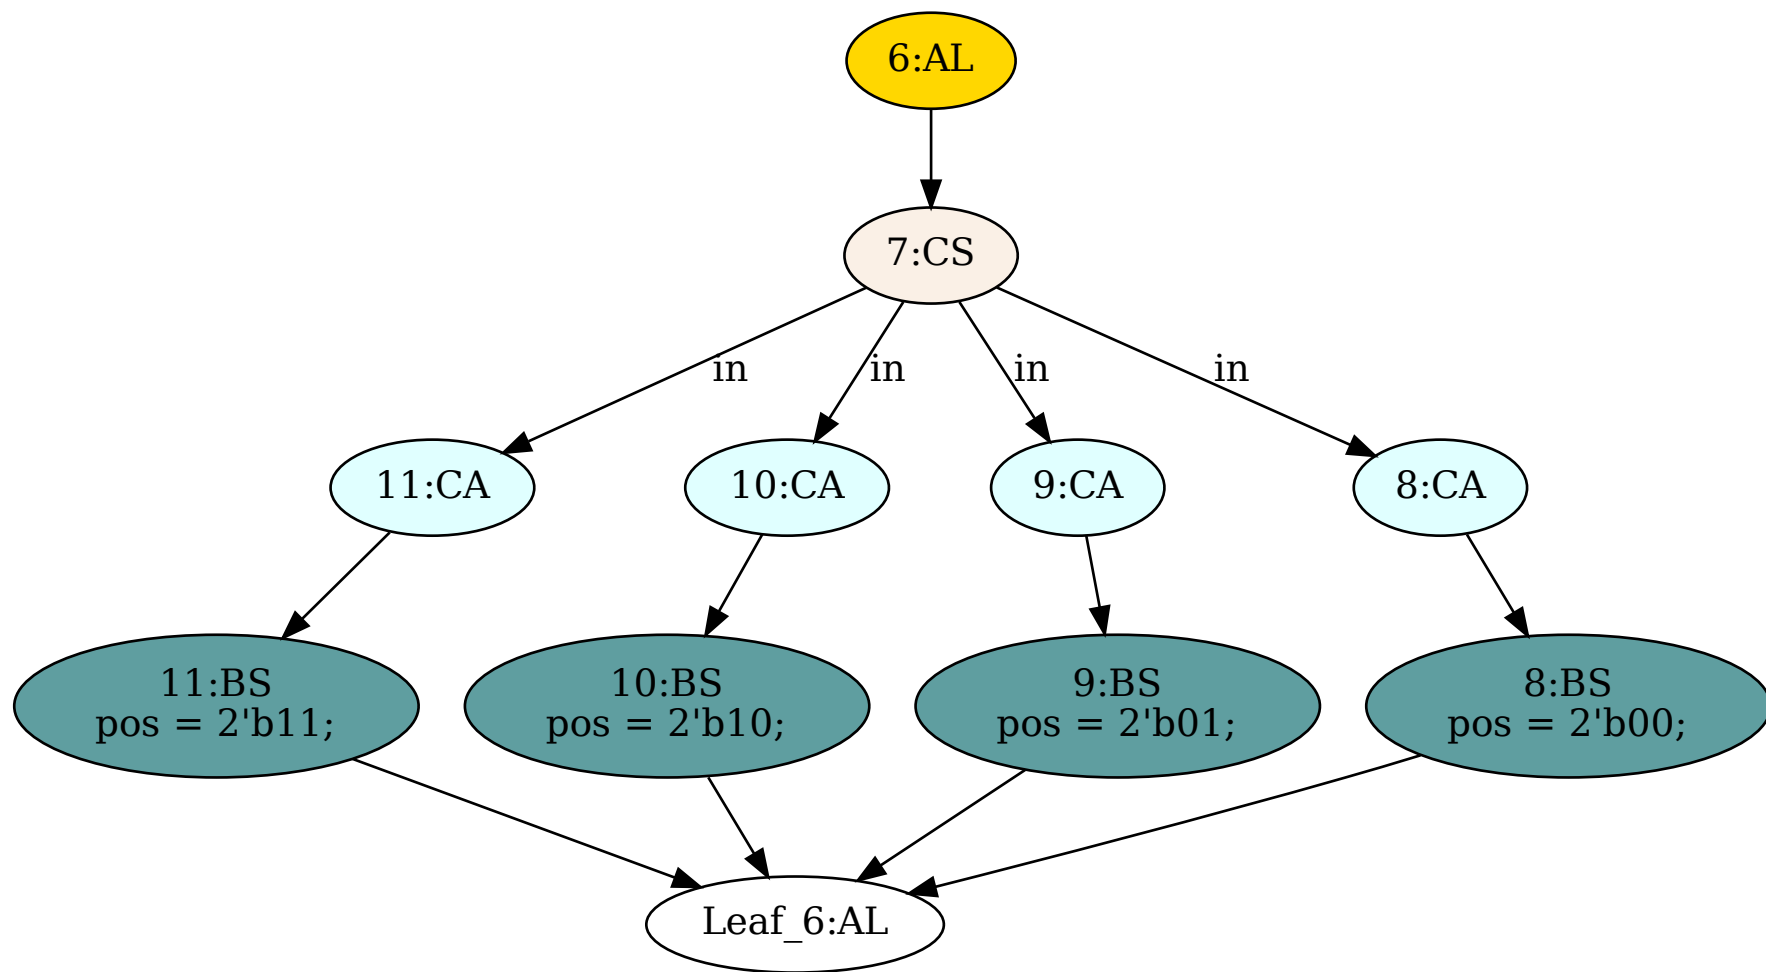 6:AL
7:CS
in
in
in
in
11:CA
10:CA
9:CA
8:CA
11:BS
pos = 2'b11;
10:BS
pos = 2'b10;
9:BS
pos = 2'b01;
8:BS
pos = 2'b00;
Leaf_6:AL